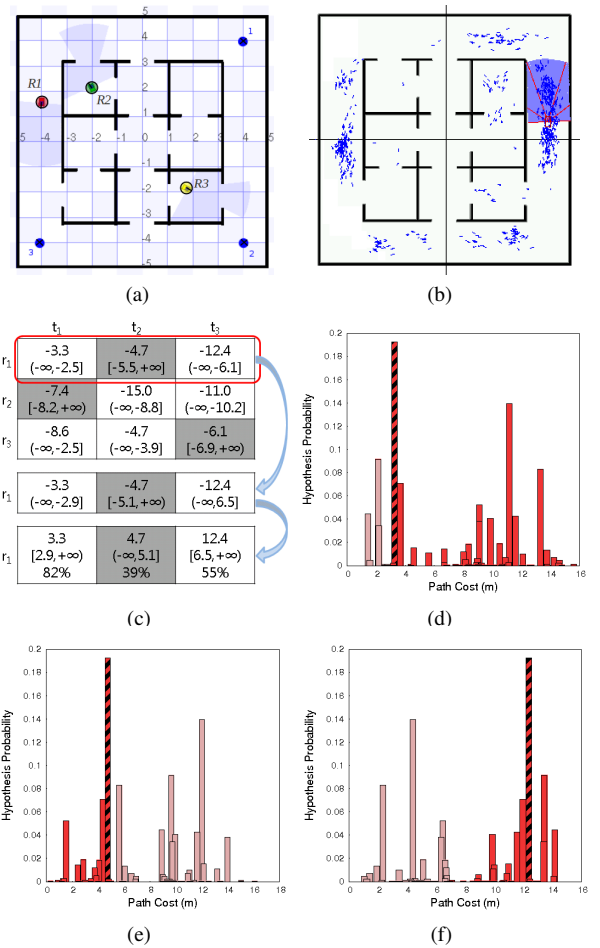 5
4
1
3
R1
2
R2
1
-5 -4 -3 -2 -1 0 1 2 3 4 5
-1
-2
R3
-3
-4
3
2
-5
(a)
(b)
t1 t2 t3
r1 -3.3 -4.7 -12.4
(-∞,-2.5] [-5.5,+∞] (-∞,-6.1]
r2 -7.4 -15.0 -11.0
[-8.2,+∞) (-∞,-8.8] (-∞,-10.2]
r3 -8.6 -4.7 -6.1
(-∞,-2.5] (-∞,-3.9] [-6.9,+∞)
r1 -3.3 -4.7 -12.4
(-∞,-2.9] [-5.1,+∞) (-∞,6.5]
r1 3.3 4.7 12.4
[2.9,+∞) (-∞,5.1] [6.5,+∞)
82% 39% 55%
(c)
0.2
0.18
0.16
0.14
0.12
0.1
0.08
0.06
0.04
0.02
0
Hypothesis Probability
0 2 4 6 8 10 12 14 16
Path Cost (m)
(d)
0.2
0.18
0.16
0.14
0.12
0.1
0.08
0.06
0.04
0.02
0
Hypothesis Probability
0 2 4 6 8 10 12 14 16 18
Path Cost (m)
(e)
0.2
0.18
0.16
0.14
0.12
0.1
0.08
0.06
0.04
0.02
0
Hypothesis Probability
0 2 4 6 8 10 12 14 16
Path Cost (m)
(f)